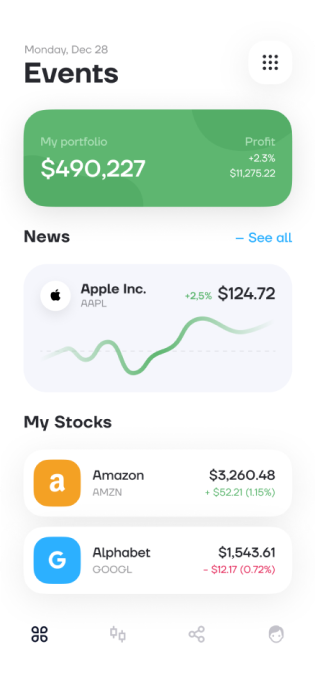 Monday, Dec 28
Events
My portfolio
$490,227
Profit
+2.3%
$11,275.22
News
– See all
Apple Inc.
AAPL
+2,5% $124.72
My Stocks
a
Amazon
AMZN
$3,260.48
+ $52.21 (1.15%)
G
Alphabet
GOOGL
$1,543.61
– $12.17 (0.72%)